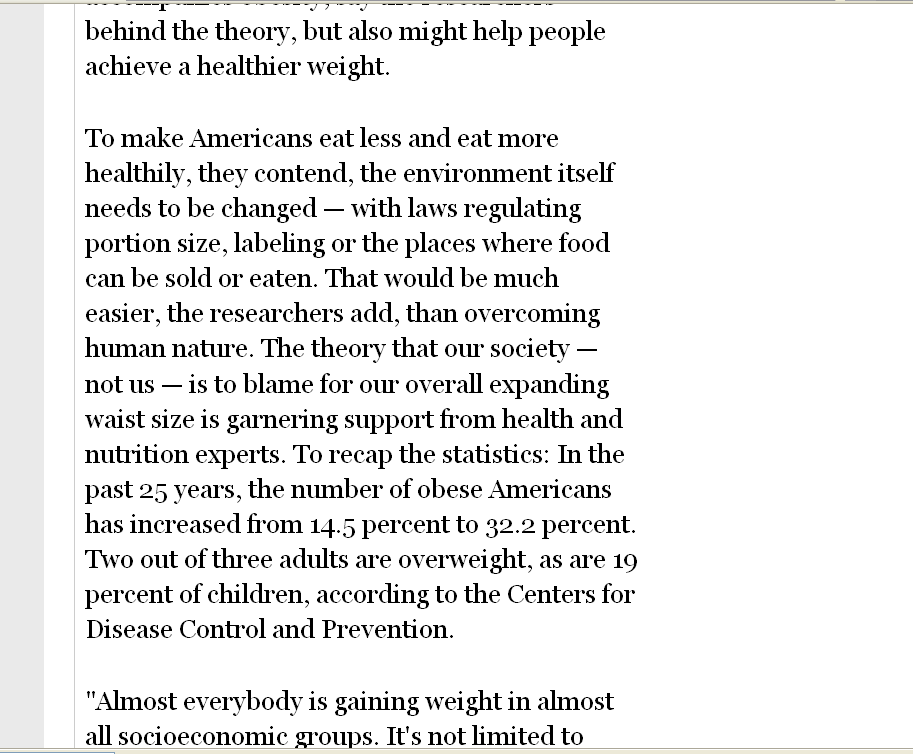 behind the theory, but also might help people
achieve a healthier weight.
To make Americans eat less and eat more
healthily, they contend, the environment itself
needs to be changed — with laws regulating
portion size, labeling or the places where food
can be sold or eaten. That would be much
easier, the researchers add, than overcoming
human nature. The theory that our society —
not us — is to blame for our overall expanding
waist size is garnering support from health and
nutrition experts. To recap the statistics: In the
past 25 years, the number of obese Americans
has increased from 14.5 percent to 32.2 percent.
Two out of three adults are overweight, as are 19
percent of children, according to the Centers for
Disease Control and Prevention.
"Almost everybody is gaining weight in almost
all socioeconomic groups. It's not limited to